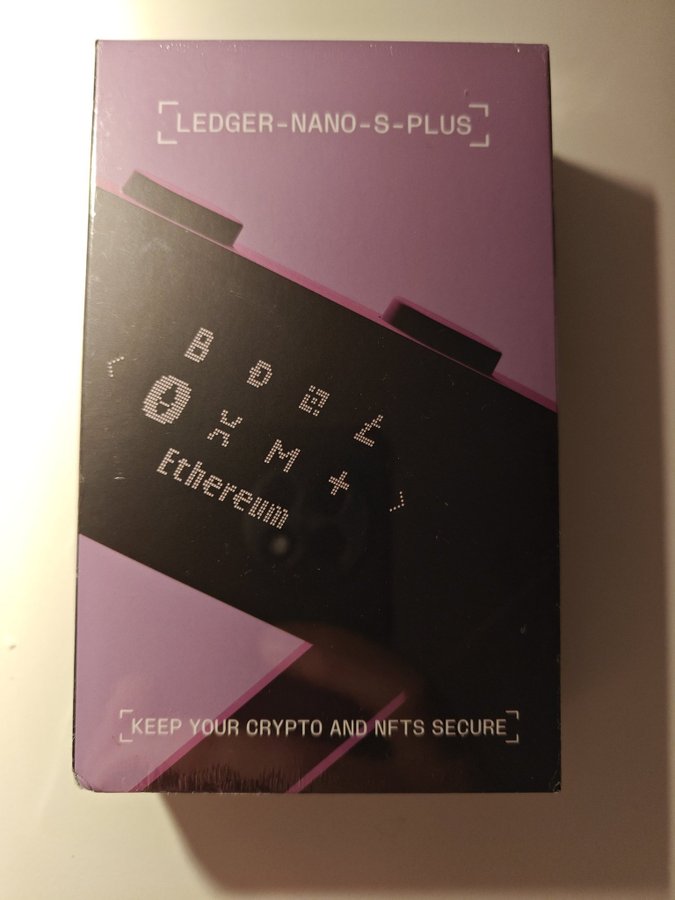 LEDGER-NANO-S-PLUS
B Đ @ Ł
X M +
Ethereum
KEEP YOUR CRYPTO AND NFTS SECURE